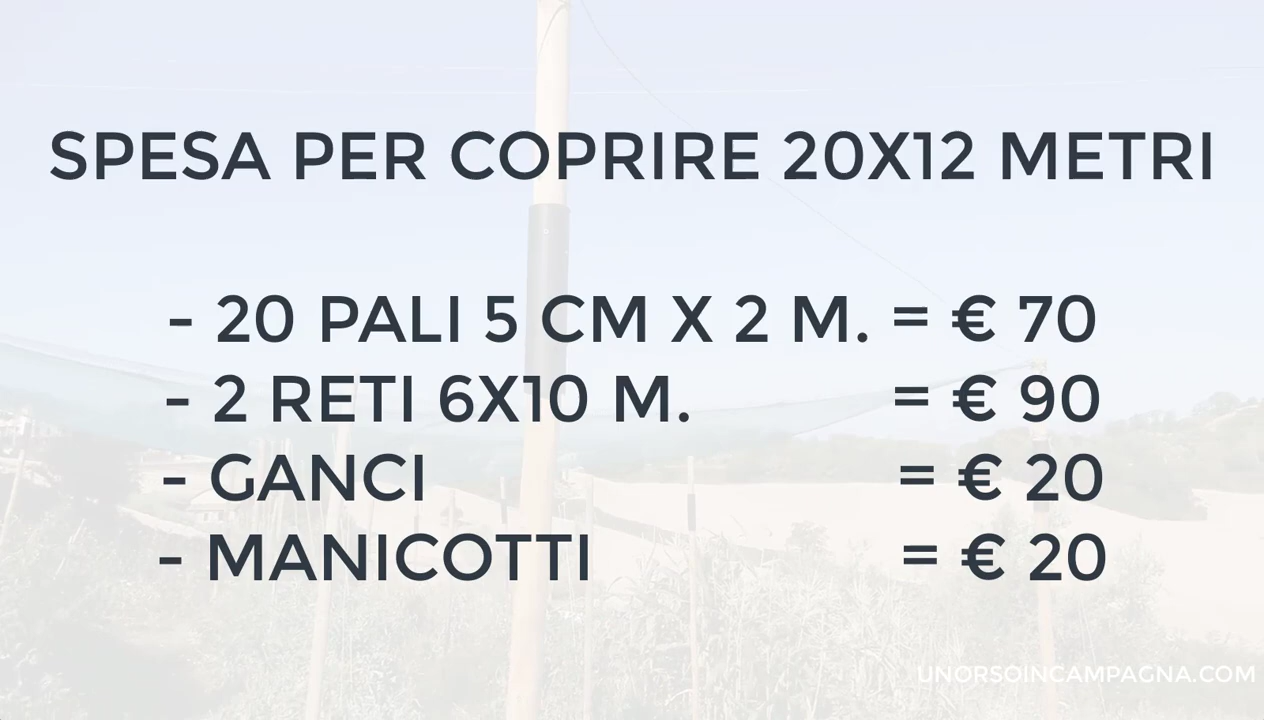 SPESA PER COPRIRE 20X12 METRI
- 20 PALI 5 CM X 2 M. = € 70
- 2 RETI 6X10 M. = € 90
- GANCI = € 20
- MANICOTTI = € 20
UNORSOINCAMPAGNA.COM